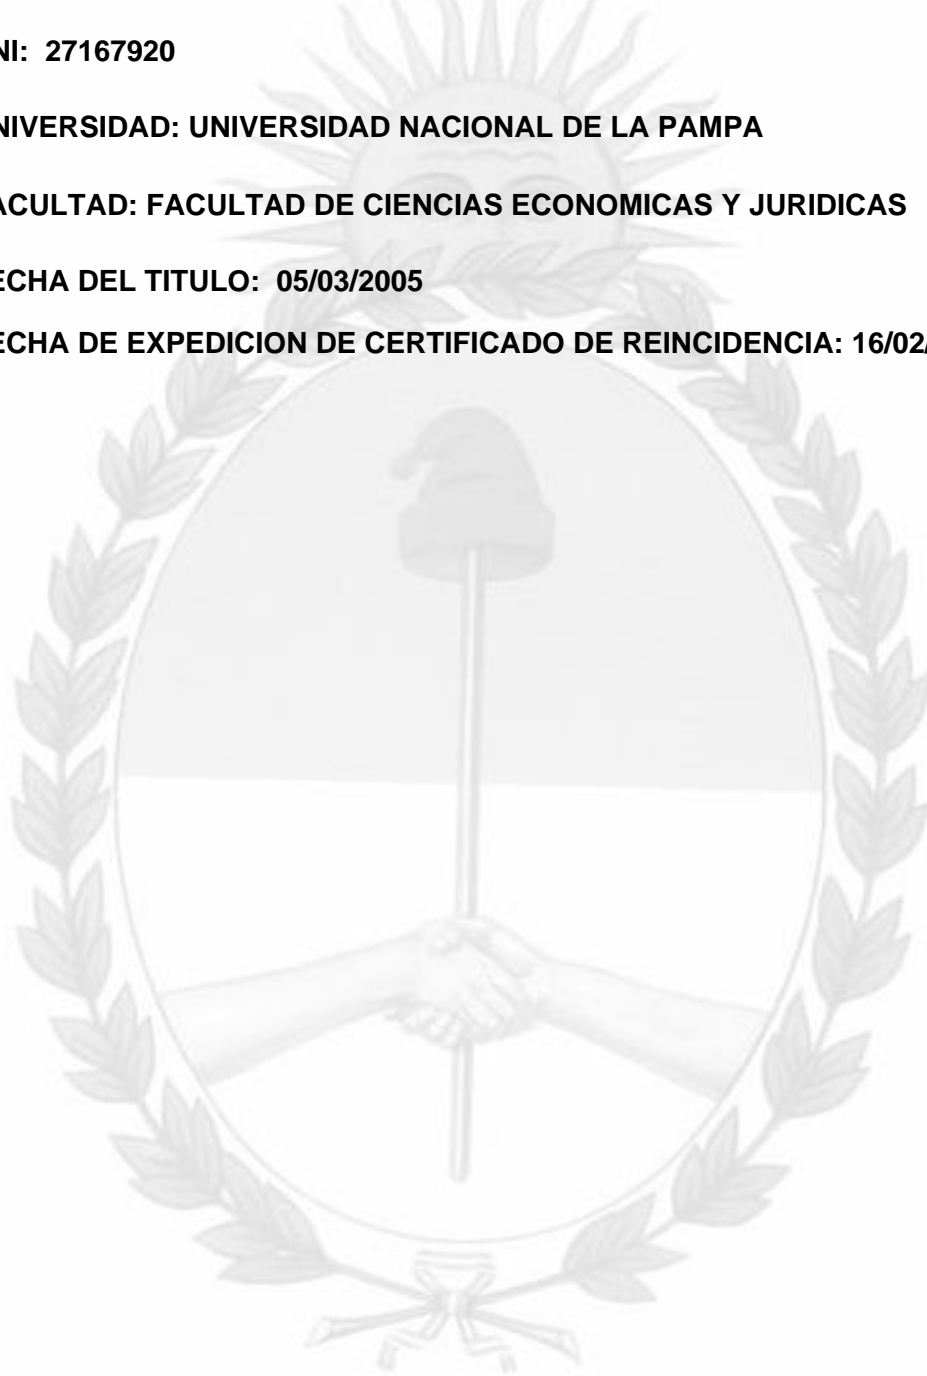 NI: 27167920
NIVERSIDAD: UNIVERSIDAD NACIONAL DE LA PAMPA
ACULTAD: FACULTAD DE CIENCIAS ECONOMICAS Y JURIDICAS
ECHA DEL TITULO: 05/03/2005
ECHA DE EXPEDICION DE CERTIFICADO DE REINCIDENCIA: 16/02/